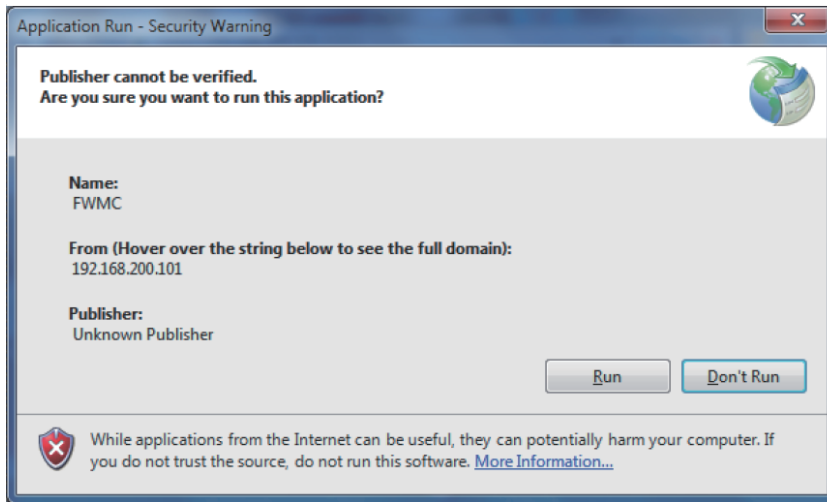 Application Run - Security Warning
Publisher cannot be verified.
Are you sure you want to run this application?
Name:
FWMC
From (Hover over the string below to see the full domain):
192.168.200.101
Publisher:
Unknown Publisher
Run
Don't Run
While applications from the Internet can be useful, they can potentially harm your computer. If
you do not trust the source, do not run this software. More Information...